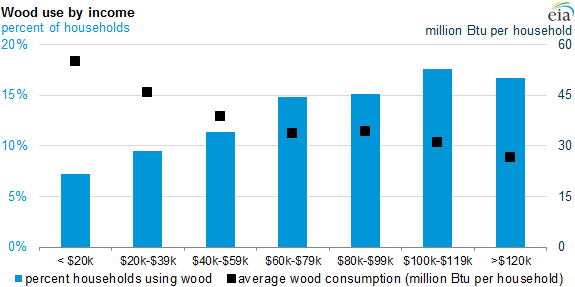 Wood use by income
percent of households
eia
million Btu per household
20% 60
15% 45
10% 30
5% 15
0% 0
< $20k $20k-$39k $40k-$59k $60k-$79k $80k-$99k $100k-$119k >$120k
percent households using wood average wood consumption (million Btu per household)